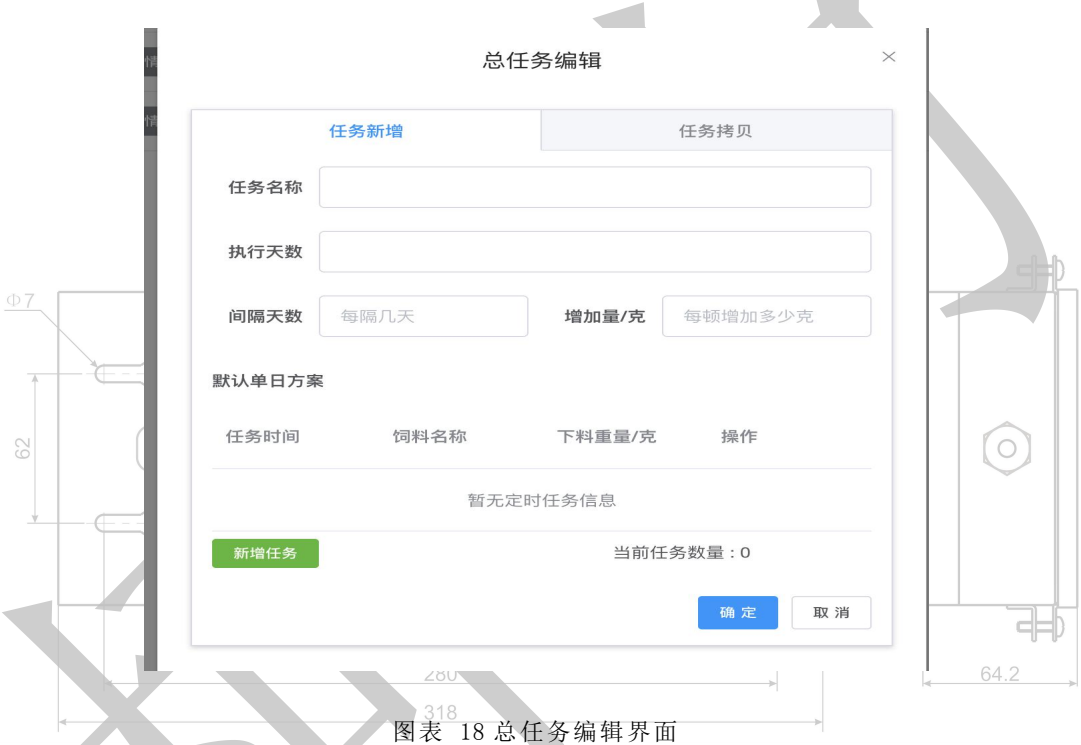 总任务编辑
×
情
情
任务新增 任务拷贝
任务名称
执行天数
Φ7
间隔天数 每隔几天 增加量/克 每顿增加多少克
默认单日方案
62
任务时间 饲料名称 下料重量/克 操作
暂无定时任务信息
新增任务 当前任务数量:0
确定 取消
280
64.2
318
图表 18 总任务编辑界面